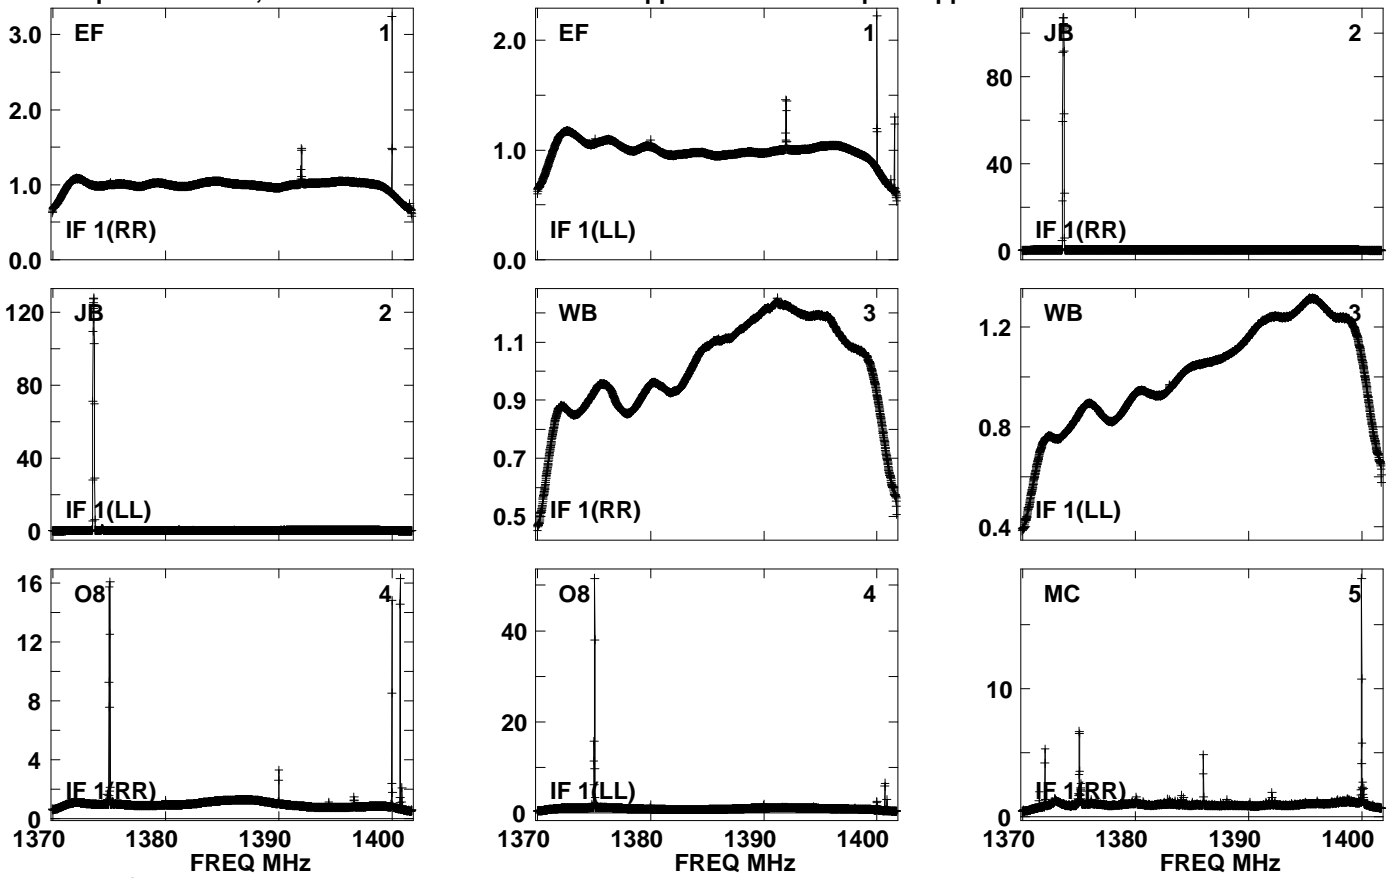 EF 1
3.0
2.0
1.0
0.0
IF 1(RR)
EF 1
2.0
1.0
0.0
IF 1(LL)
JB 2
80
40
0
IF 1(RR)
JB 2
120
80
40
0
IF 1(LL)
WB 3
1.1
0.9
0.7
0.5
IF 1(RR)
WB 3
1.2
0.8
0.4
IF 1(LL)
O8 4
16
12
8
4
0
IF 1(RR)
1370 1380 1390 1400
FREQ MHz
O8 4
40
20
0
IF 1(LL)
1370 1380 1390 1400
FREQ MHz
MC 5
10
0
IF 1(RR)
1370 1380 1390 1400
FREQ MHz